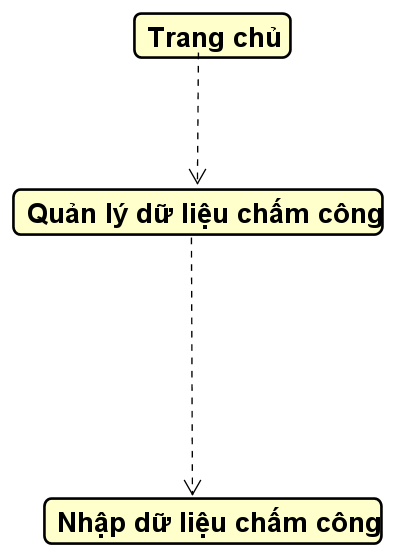 Trang chủ
Quản lý dữ liệu chấm công
Nhập dữ liệu chấm công